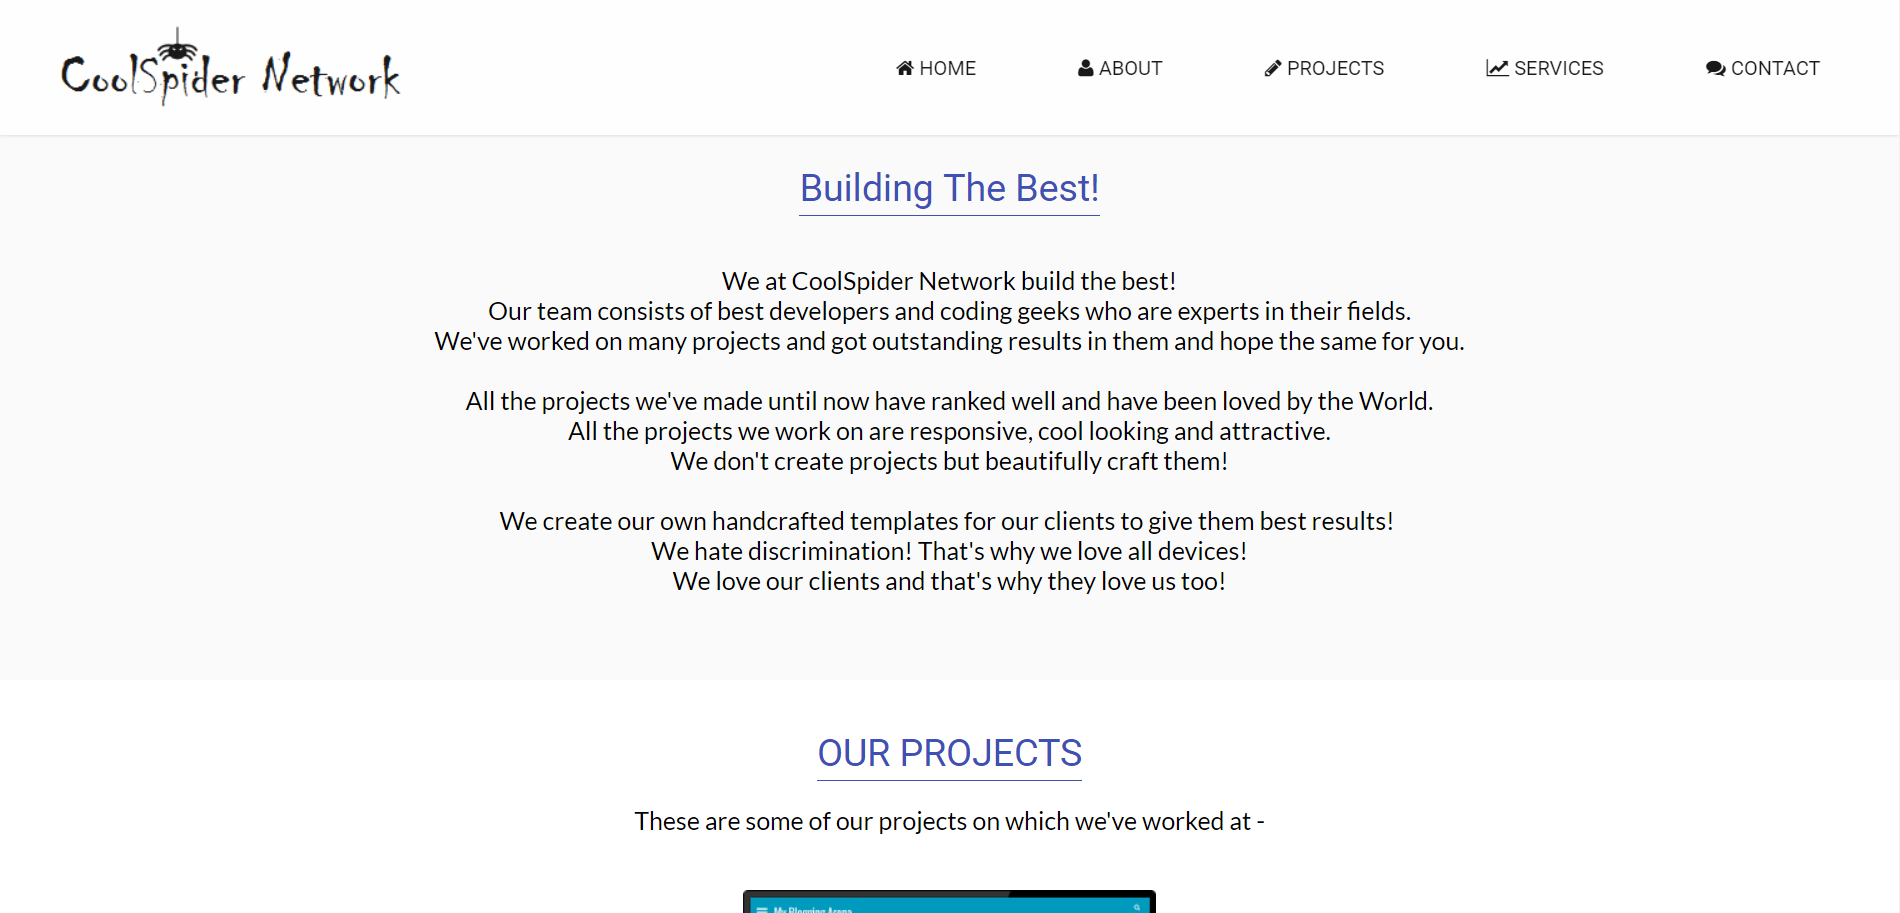 CoolSpider Network
HOME
ABOUT
PROJECTS
SERVICES
CONTACT
Building The Best!
We at CoolSpider Network build the best!
Our team consists of best developers and coding geeks who are experts in their fields.
We've worked on many projects and got outstanding results in them and hope the same for you.
All the projects we've made until now have ranked well and have been loved by the World.
All the projects we work on are responsive, cool looking and attractive.
We don't create projects but beautifully craft them!
We create our own handcrafted templates for our clients to give them best results!
We hate discrimination! That's why we love all devices!
We love our clients and that's why they love us too!
OUR PROJECTS
These are some of our projects on which we've worked at -
My Blogging Arena